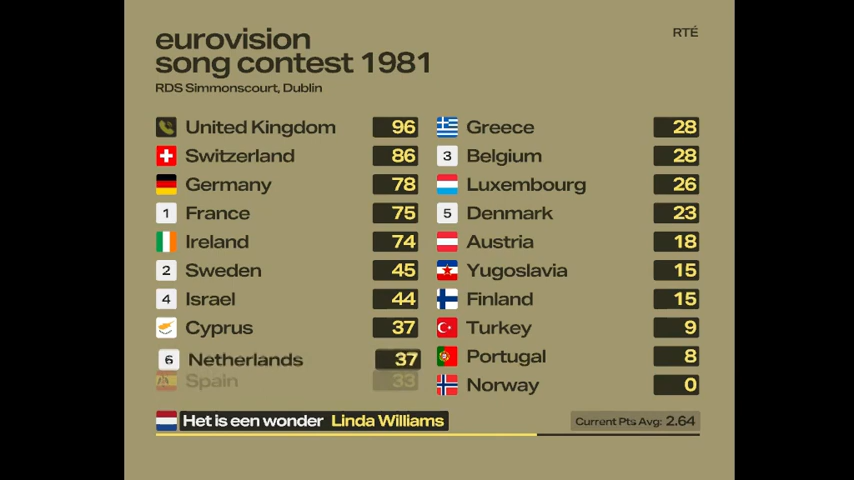 eurovision
song contest 1981
RTÉ
RDS Simmonscourt, Dublin
United Kingdom 96
Switzerland 86
Germany 78
1 France 75
Ireland 74
2 Sweden 45
4 Israel 44
Cyprus 37
6 Netherlands 37
Spain 33
Greece 28
3 Belgium 28
Luxembourg 26
5 Denmark 23
Austria 18
Yugoslavia 15
Finland 15
Turkey 9
Portugal 8
Norway 0
Het is een wonder Linda Williams
Current Pts Avg: 2.64